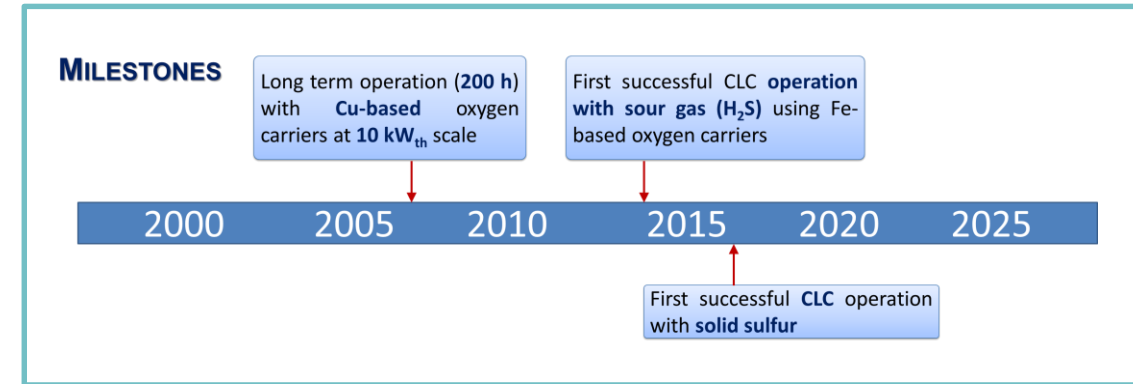 MILESTONES
Long term operation (200 h)
with Cu-based oxygen
carriers at 10 kWth scale
First successful CLC operation
with sour gas (H2S) using Fe-
based oxygen carriers
2000 2005 2010 2015 2020 2025
First successful CLC operation
with solid sulfur